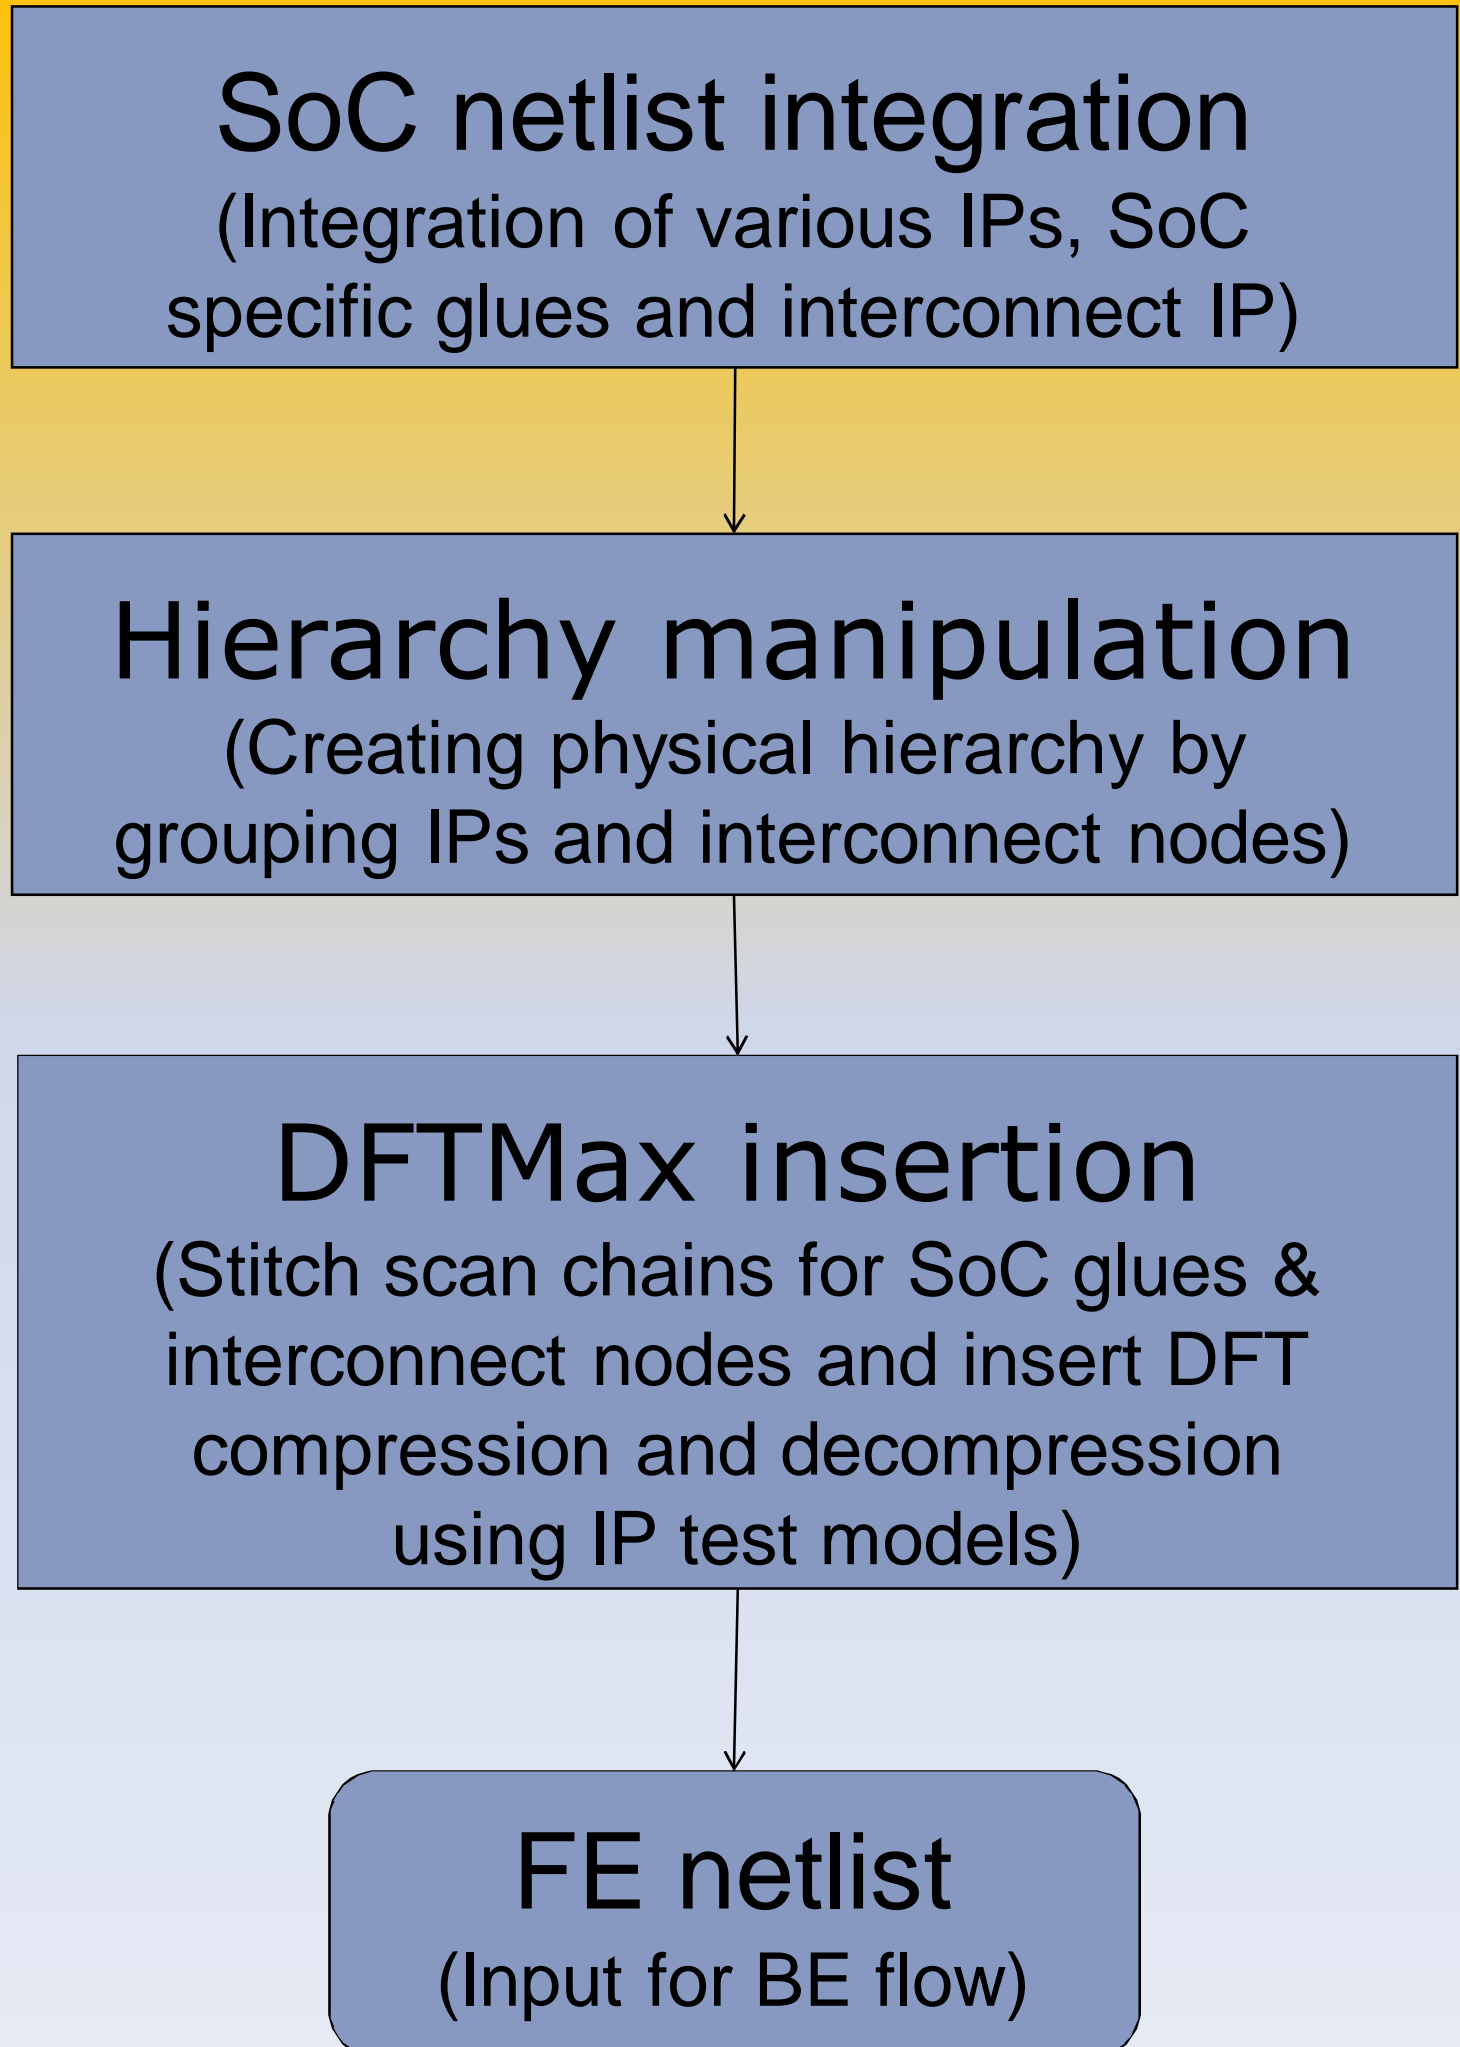 SoC netlist integration
(Integration of various IPs, SoC
specific glues and interconnect IP)
Hierarchy manipulation
(Creating physical hierarchy by
grouping IPs and interconnect nodes)
DFTMax insertion
(Stitch scan chains for SoC glues &
interconnect nodes and insert DFT
compression and decompression
using IP test models)
FE netlist
(Input for BE flow)